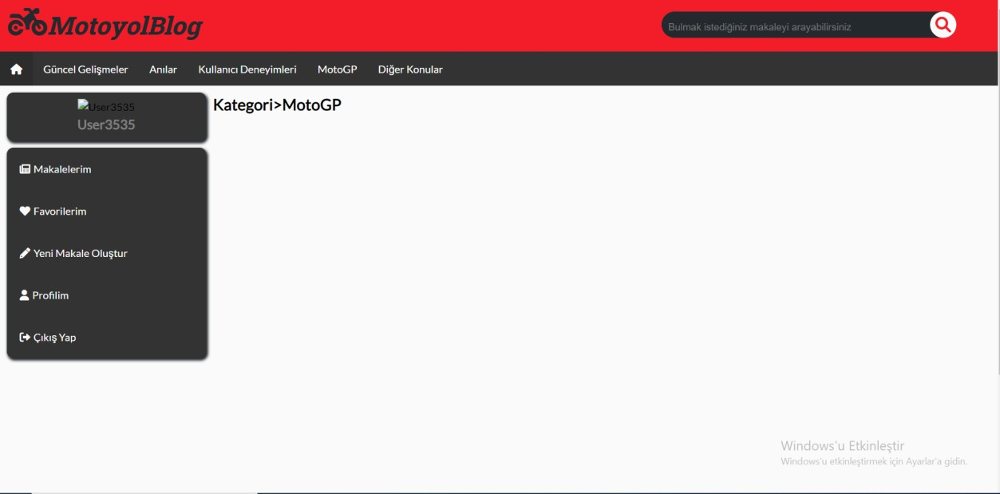 MotoyolBlog
Bulmak istediğiniz makaleyi arayabilirsiniz
Güncel Gelişmeler Anılar Kullanıcı Deneyimleri MotoGP Diğer Konular
User3535
User3535
Kategori>MotoGP
Makalelerim
Favorilerim
Yeni Makale Oluştur
Profilim
Çıkış Yap
Windows'u Etkinleştir
Windows'u etkinleştirmek için Ayarlar'a gidin.